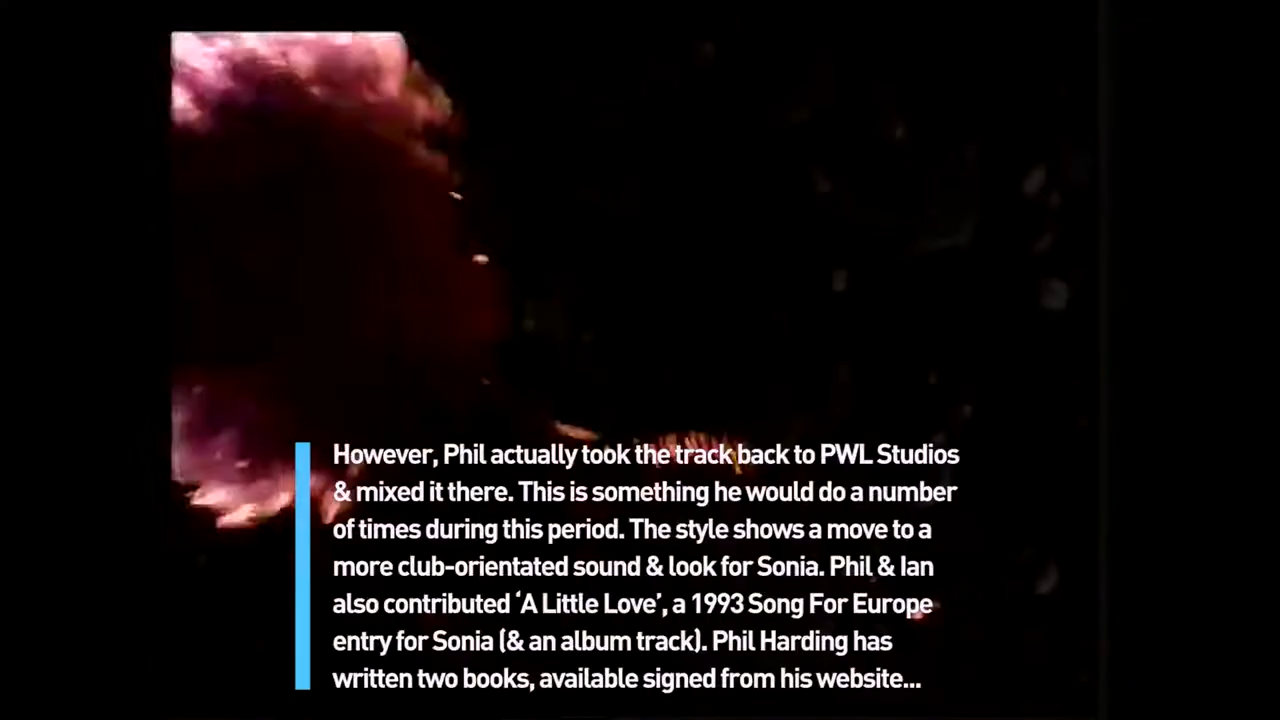 However, Phil actually took the track back to PWL Studios
& mixed it there. This is something he would do a number
of times during this period. The style shows a move to a
more club-orientated sound & look for Sonia. Phil & Ian
also contributed ‘A Little Love’, a 1993 Song For Europe
entry for Sonia (& an album track). Phil Harding has
written two books, available signed from his website...